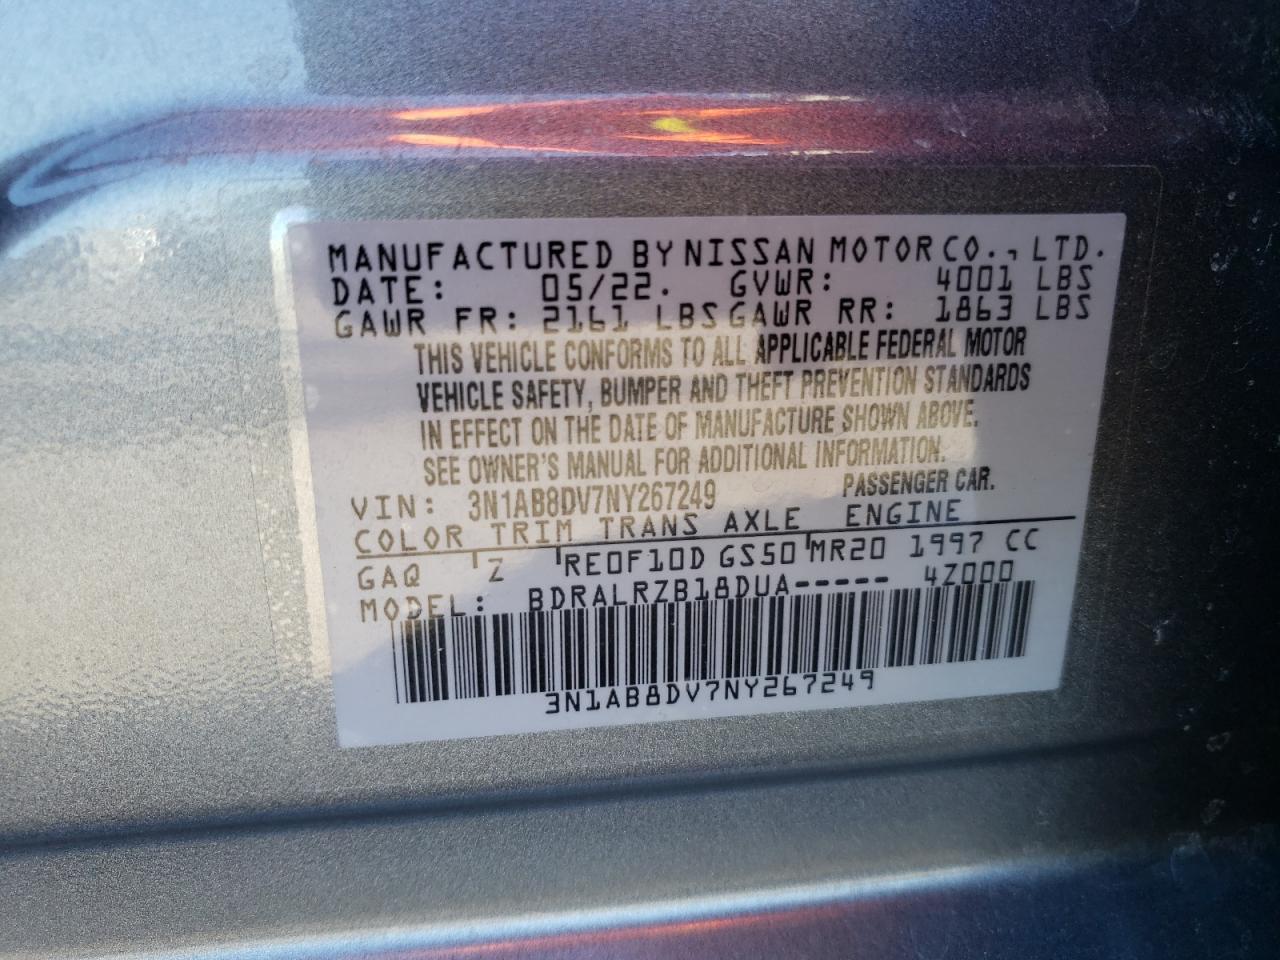 MANUFACTURED BY NISSAN MOTOR CO., LTD.
DATE: 05/22. GVWR: 4001 LBS
GAWR FR: 2161 LBS GAWR RR: 1863 LBS
THIS VEHICLE CONFORMS TO ALL APPLICABLE FEDERAL MOTOR
VEHICLE SAFETY, BUMPER AND THEFT PREVENTION STANDARDS
IN EFFECT ON THE DATE OF MANUFACTURE SHOWN ABOVE.
SEE OWNER'S MANUAL FOR ADDITIONAL INFORMATION.
VIN: 3N1AB8DV7NY267249 PASSENGER CAR.
COLOR TRIM TRANS AXLE ENGINE
GAQ Z RE0F10D GS50 MR20 1997 CC
MODEL: BDRALRZB18DUA----- 4Z000
3N1AB8DV7NY267249